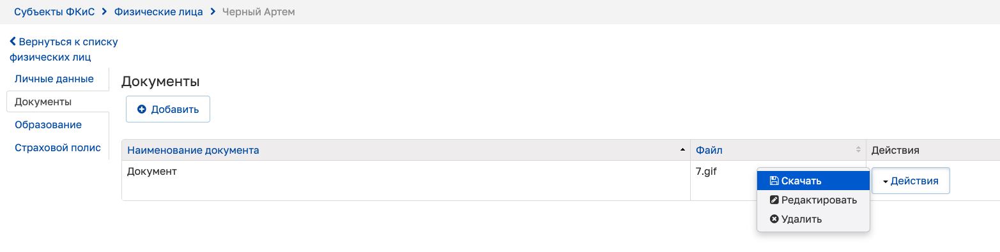 Субъекты ФКиС Физические лица Черный Артем
Вернуться к списку
физических лиц
Личные данные
Документы
Образование
Страховой полис
Документы
Добавить
Наименование документа Файл Действия
Документ 7.gif Действия
Скачать
Редактировать
Удалить